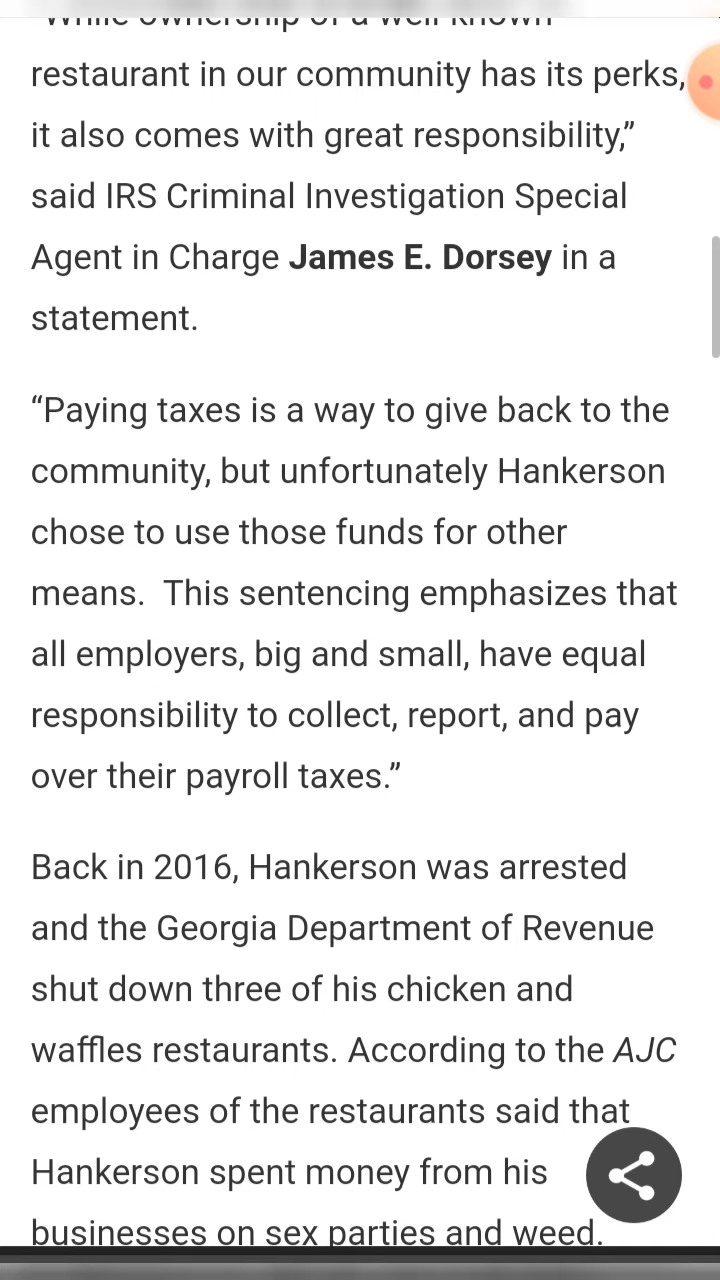 “While ownership of a well known
restaurant in our community has its perks,
it also comes with great responsibility,”
said IRS Criminal Investigation Special
Agent in Charge James E. Dorsey in a
statement.
“Paying taxes is a way to give back to the
community, but unfortunately Hankerson
chose to use those funds for other
means.  This sentencing emphasizes that
all employers, big and small, have equal
responsibility to collect, report, and pay
over their payroll taxes.”
Back in 2016, Hankerson was arrested
and the Georgia Department of Revenue
shut down three of his chicken and
waffles restaurants. According to the AJC
employees of the restaurants said that
Hankerson spent money from his
businesses on sex parties and weed.